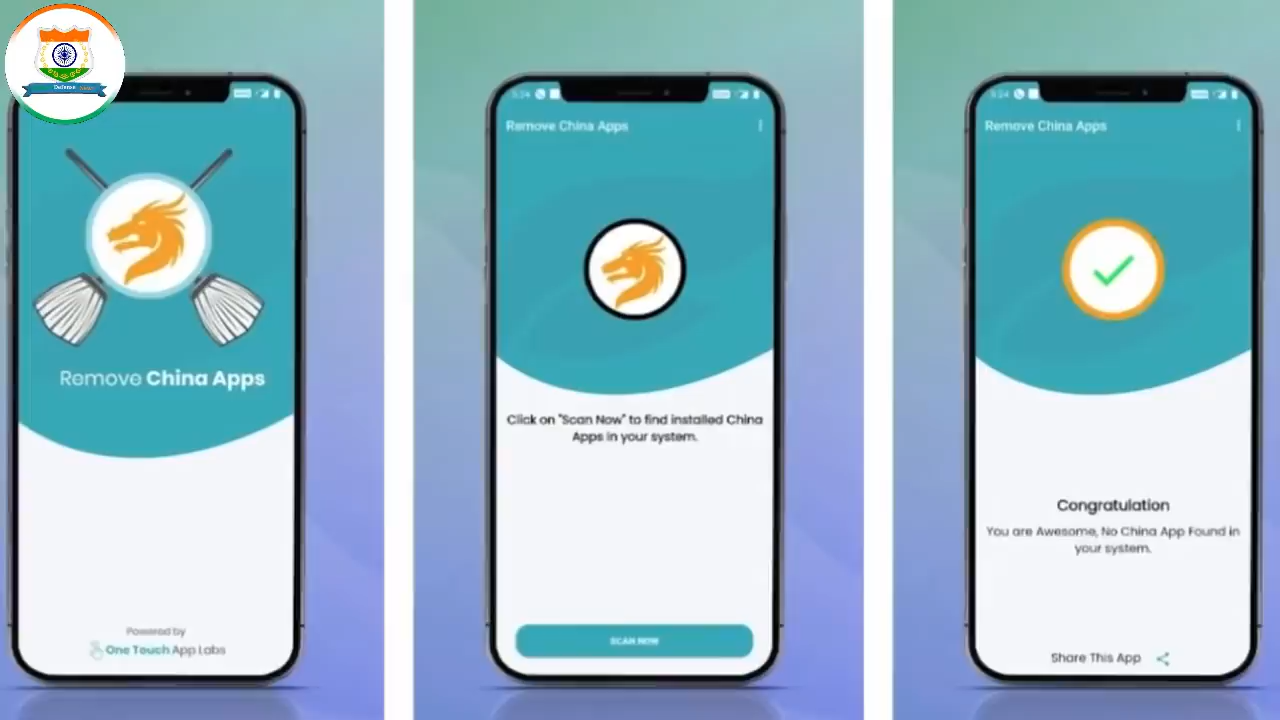 Defense
Remove China Apps
Powered by
One Touch App Labs
Remove China Apps
Click on "Scan Now" to find installed China
Apps in your system.
SCAN NOW
Remove China Apps
Congratulation
You are Awesome, No China App Found in
your system.
Share This App